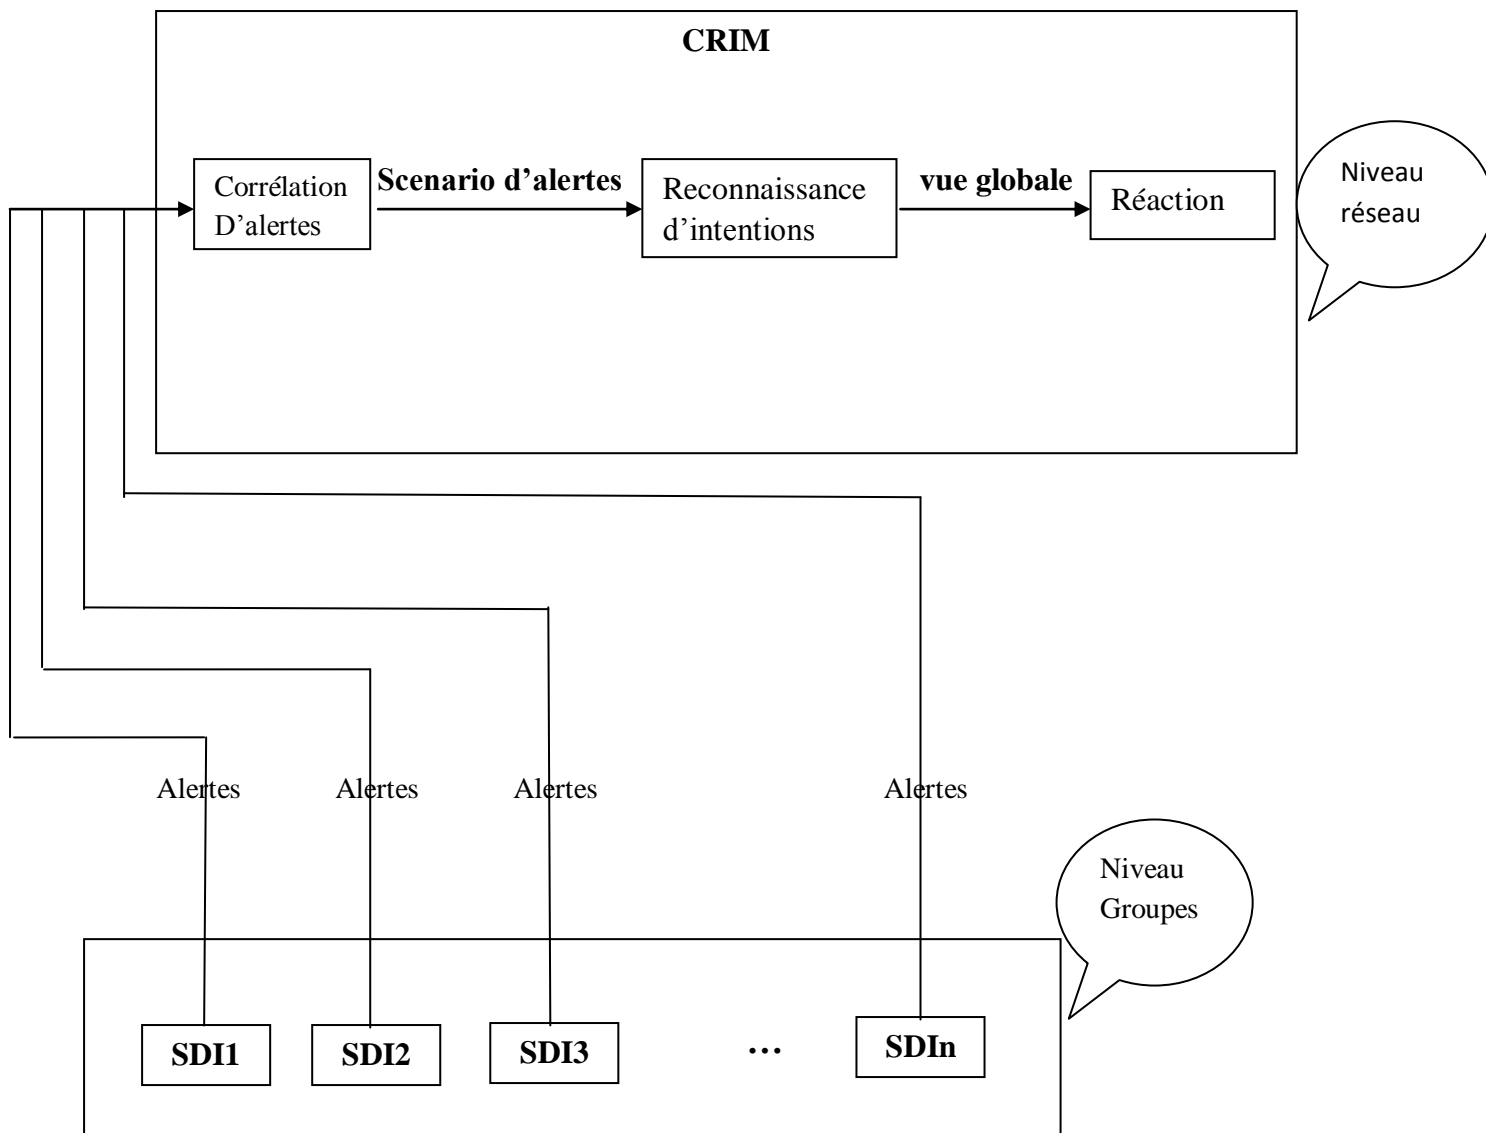 CRIM
Corrélation
D’alertes
Scenario d’alertes
Reconnaissance
d’intentions
vue globale
Réaction
Niveau
réseau
Alertes
Alertes
Alertes
Alertes
Niveau
Groupes
SDI1
SDI2
SDI3
...
SDIn